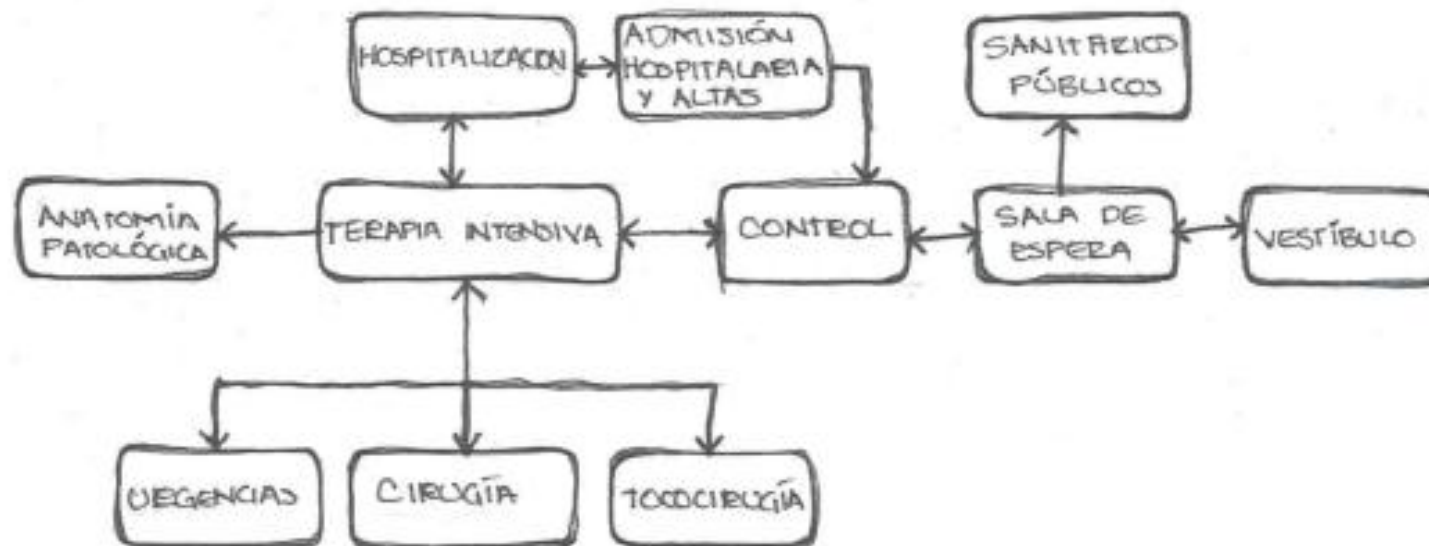 HOSPITALIZACION
ADMISIÓN
HOSPITALARIA
Y ALTAS
SANITARIOS
PÚBLICOS
ANATOMÍA
PATOLÓGICA
TERAPIA INTENSIVA
CONTROL
SALA DE
ESPERA
VESTÍBULO
URGENCIAS
CIRUGÍA
TOCOCIRUGÍA